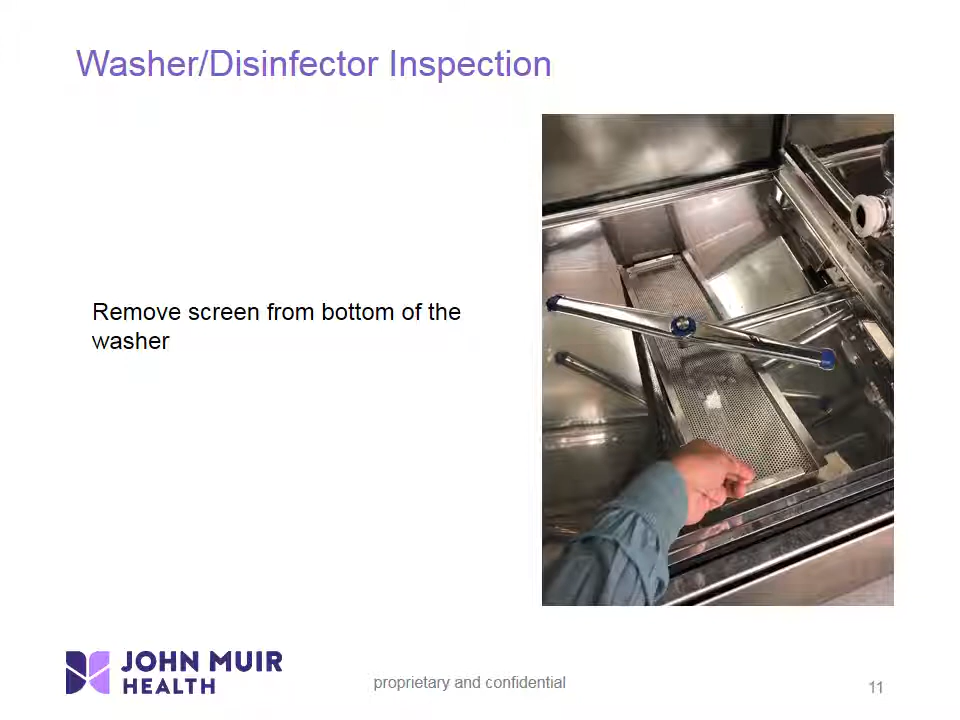 Washer/Disinfector Inspection
Remove screen from bottom of the
washer
JOHN MUIR
HEALTH
proprietary and confidential
11